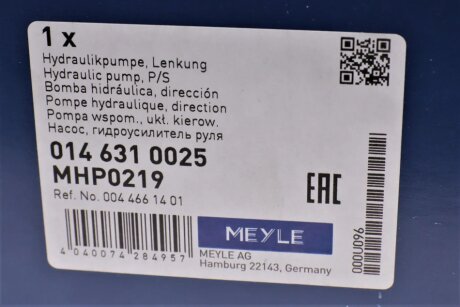 1 x
Hydraulikpumpe, Lenkung
Hydraulic pump, P/S
Bomba hidráulica, dirección
Pompe hydraulique, direction
Pompa wspom., ukł. kierow.
Насос, гидроусилитель руля
014 631 0025
MHP0219
Ref. No. 004 466 14 01
EAC
000U096
MEYLE
4 040074 284957
MEYLE AG
Hamburg 22143, Germany